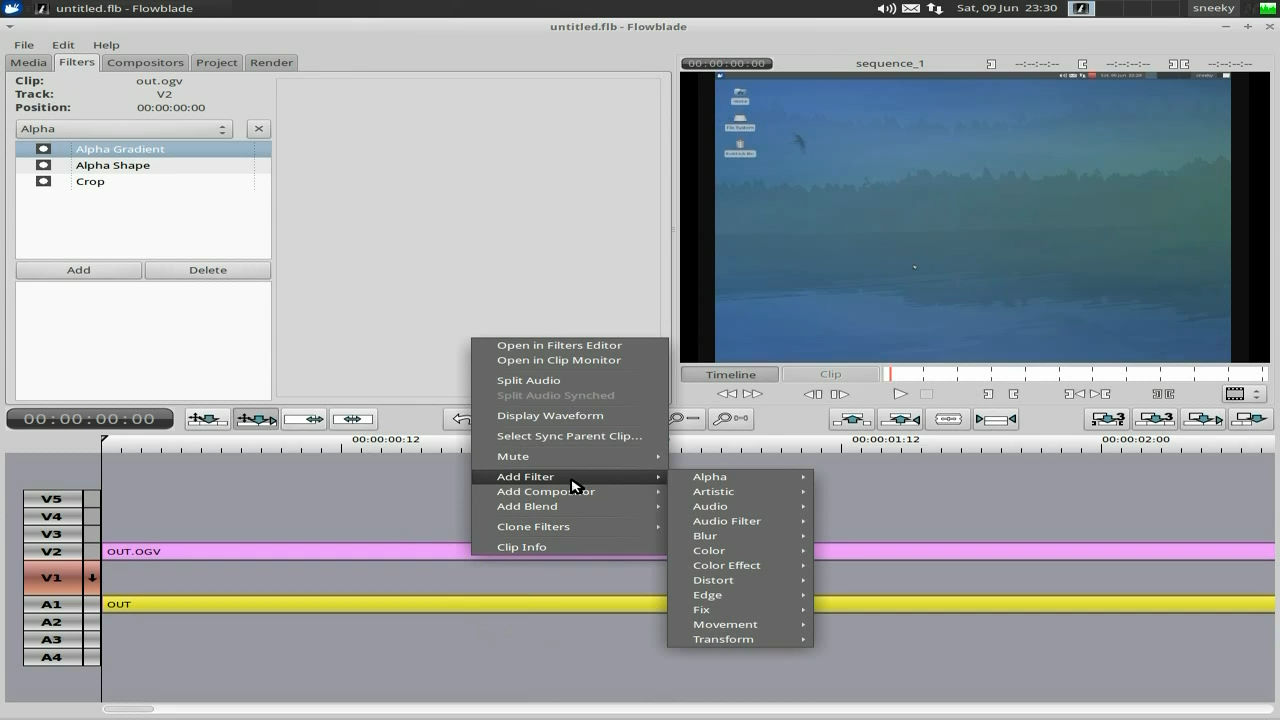 untitled.flb - Flowblade
Sat, 09 Jun 23:30
sneeky
untitled.flb - Flowblade
File Edit Help
Media Filters Compositors Project Render
00:00:00:00 sequence_1 --:--:--:-- --:--:--:-- --:--:--:--
Clip: out.ogv
Track: V2
Position: 00:00:00:00
Alpha
Alpha Gradient
Alpha Shape
Crop
Add Delete
Timeline Clip
00:00:00:00
00:00:00:12 00:00:01:12 00:00:02:00
Open in Filters Editor
Open in Clip Monitor
Split Audio
Split Audio Synched
Display Waveform
Select Sync Parent Clip...
Mute
Add Filter
Add Compositor
Add Blend
Clone Filters
Clip Info
Alpha
Artistic
Audio
Audio Filter
Blur
Color
Color Effect
Distort
Edge
Fix
Movement
Transform
V5
V4
V3
V2 OUT.OGV
V1
A1 OUT
A2
A3
A4